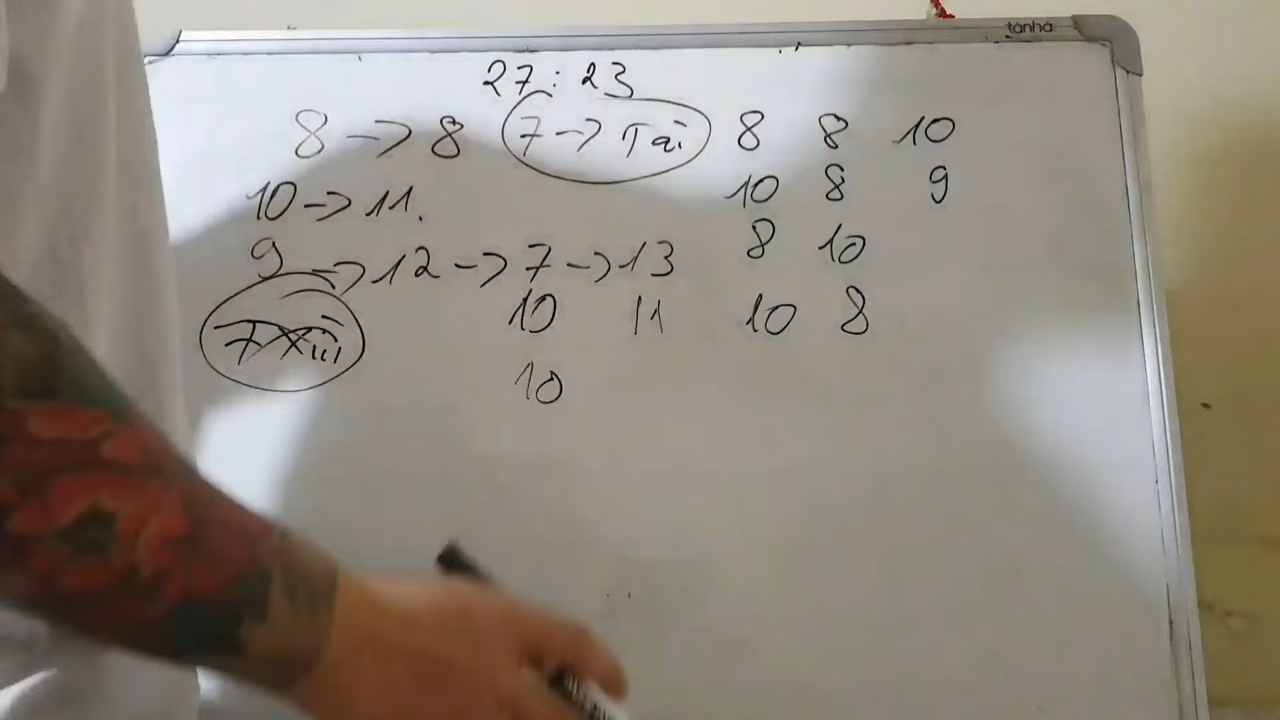 tánhá
27 : 23
8 -> 8 7 -> Tài 8 8 10
10 -> 11. 10 8 9
9 -> 12 -> 7 -> 13 8 10
7 Xỉu 10 11 10 8
10